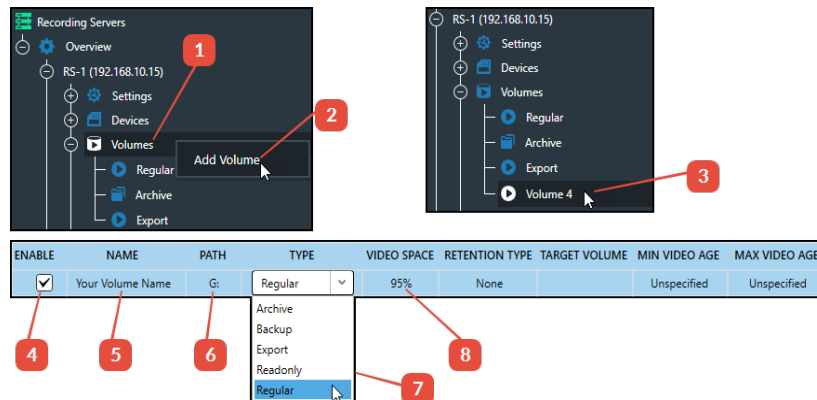 Recording Servers
Overview
1
RS-1 (192.168.10.15)
Settings
Devices
2
Volumes
Add Volume
Regular
Archive
Export
RS-1 (192.168.10.15)
Settings
Devices
Volumes
Regular
Archive
Export
3
Volume 4
ENABLE NAME PATH TYPE VIDEO SPACE RETENTION TYPE TARGET VOLUME MIN VIDEO AGE MAX VIDEO AGE
Your Volume Name G: Regular 95% None Unspecified Unspecified
Archive
Backup
Export
Readonly
Regular
4 5 6 7 8